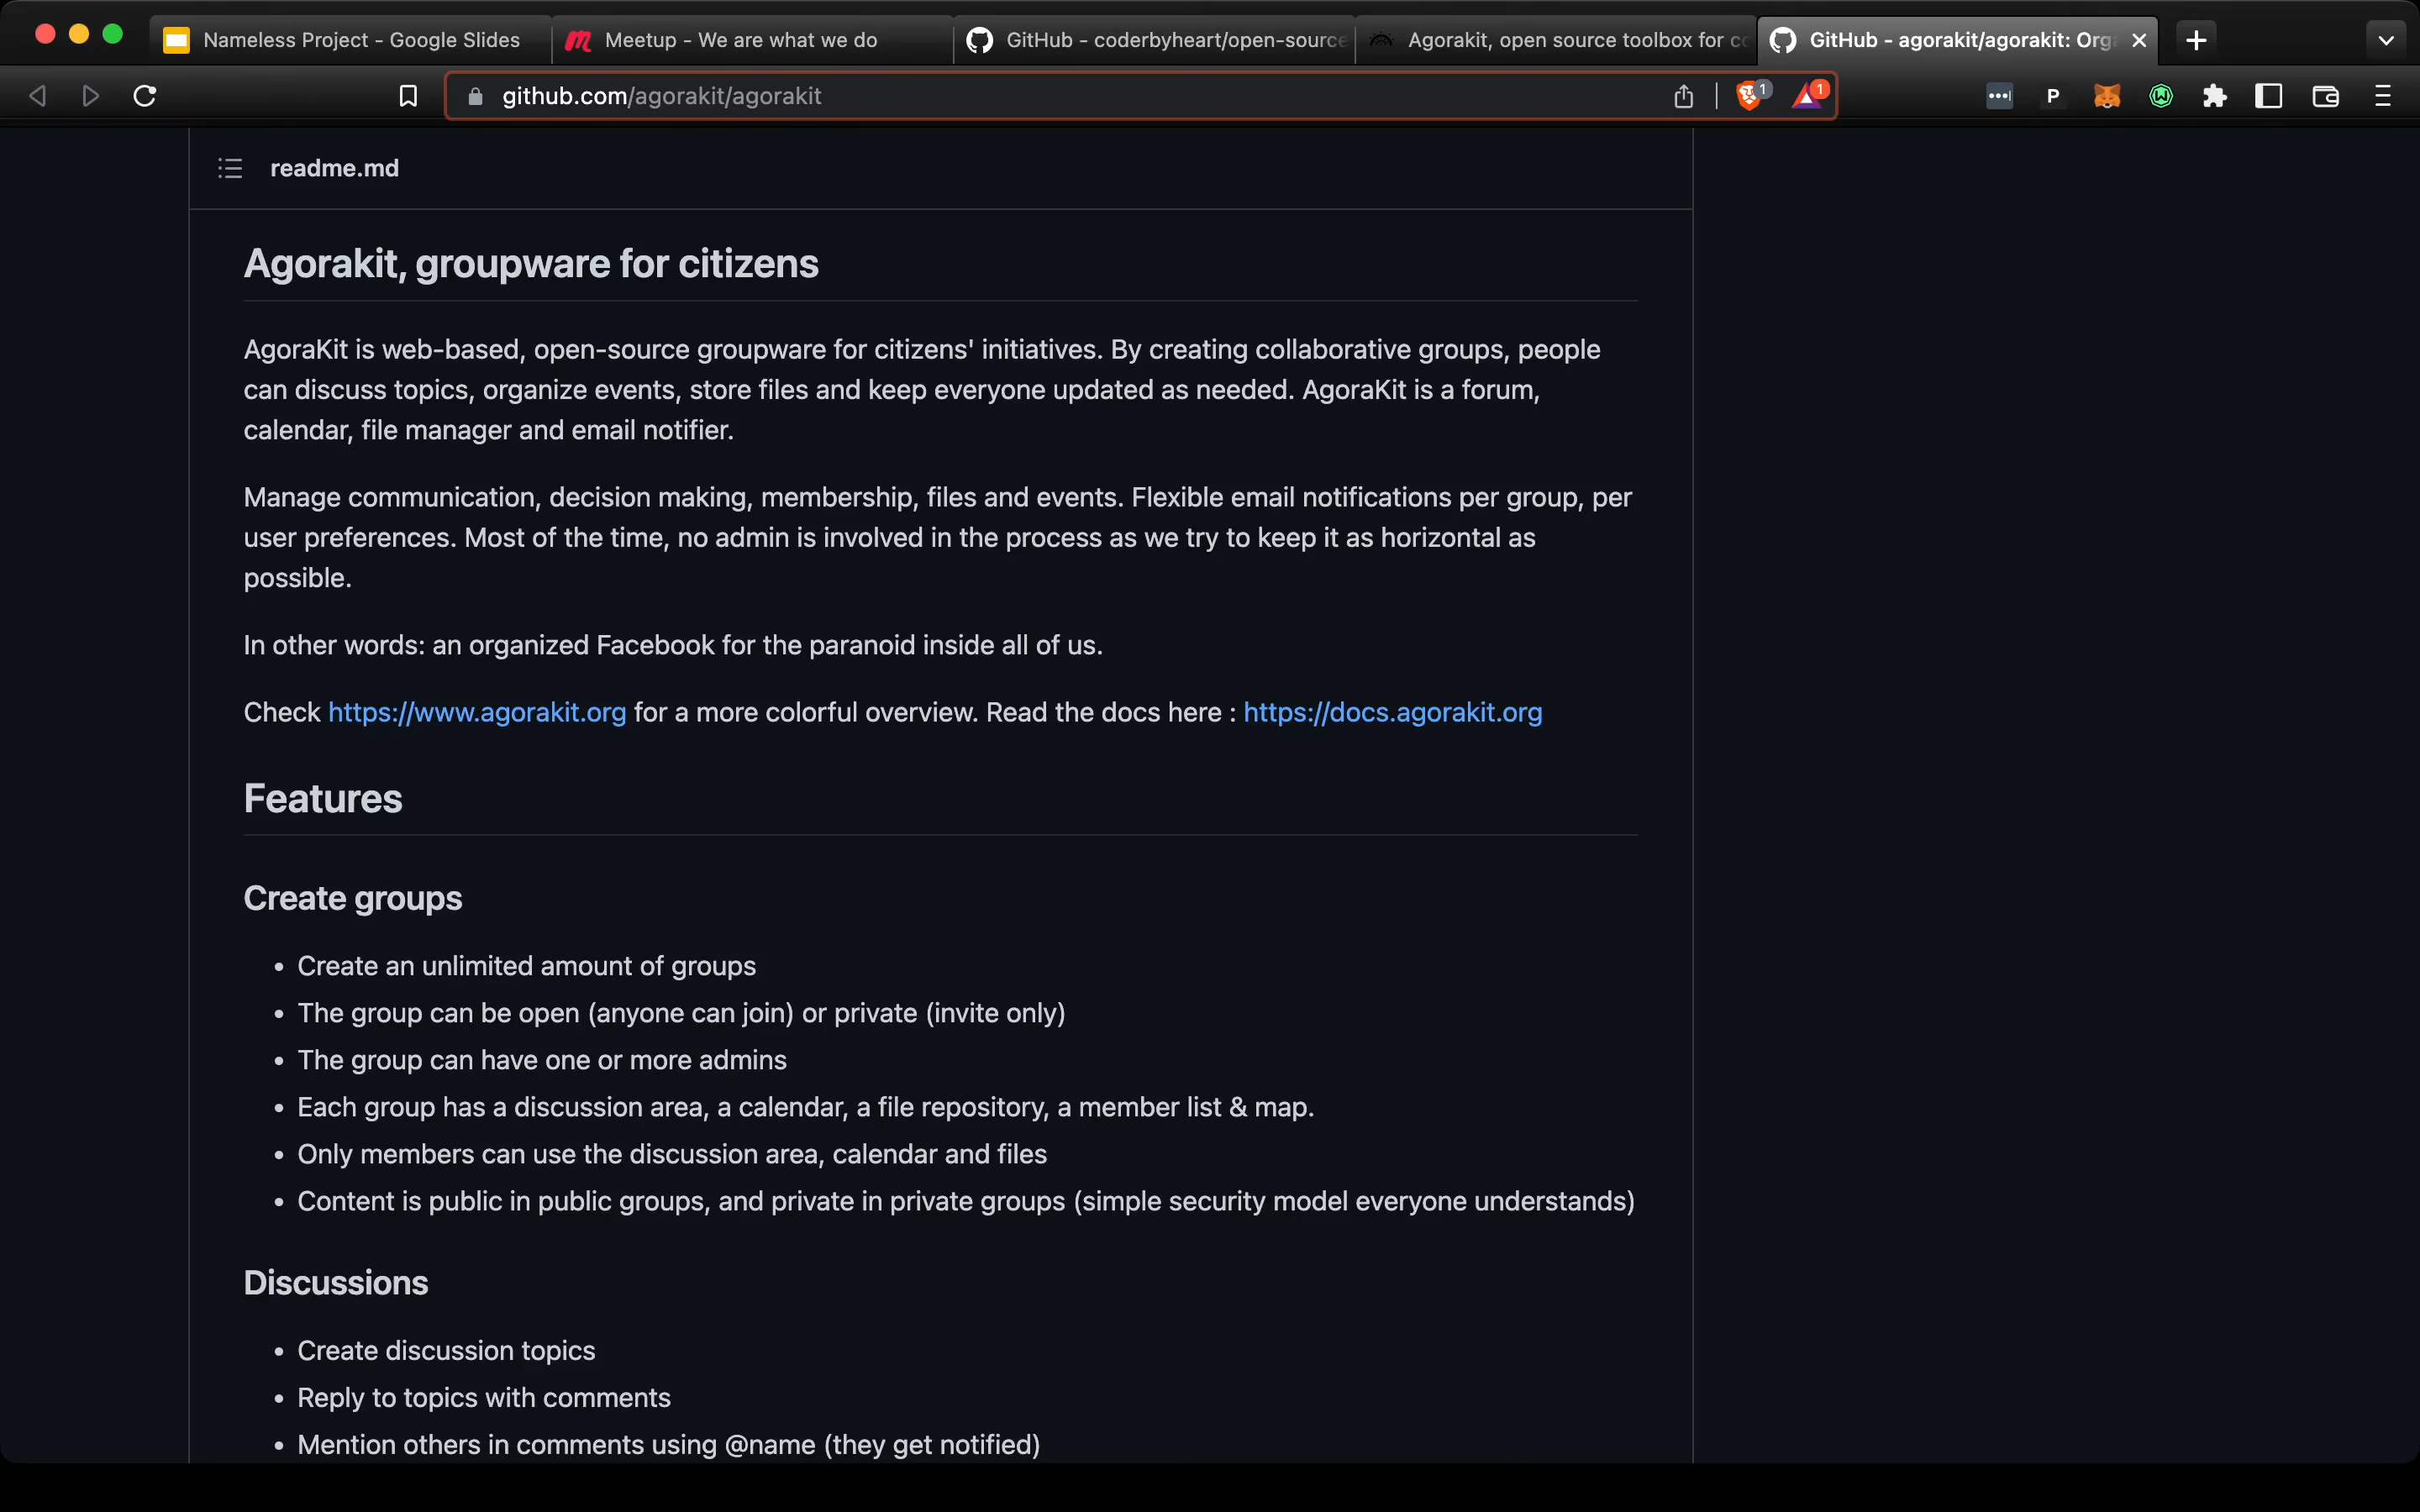 Nameless Project - Google Slides
Meetup - We are what we do
GitHub - coderbyheart/open-source
Agorakit, open source toolbox for co
GitHub - agorakit/agorakit: Orga
github.com/agorakit/agorakit
1
1
P
readme.md
Agorakit, groupware for citizens
AgoraKit is web-based, open-source groupware for citizens' initiatives. By creating collaborative groups, people
can discuss topics, organize events, store files and keep everyone updated as needed. AgoraKit is a forum,
calendar, file manager and email notifier.
Manage communication, decision making, membership, files and events. Flexible email notifications per group, per
user preferences. Most of the time, no admin is involved in the process as we try to keep it as horizontal as
possible.
In other words: an organized Facebook for the paranoid inside all of us.
Check https://www.agorakit.org for a more colorful overview. Read the docs here : https://docs.agorakit.org
Features
Create groups
• Create an unlimited amount of groups
• The group can be open (anyone can join) or private (invite only)
• The group can have one or more admins
• Each group has a discussion area, a calendar, a file repository, a member list & map.
• Only members can use the discussion area, calendar and files
• Content is public in public groups, and private in private groups (simple security model everyone understands)
Discussions
• Create discussion topics
• Reply to topics with comments
• Mention others in comments using @name (they get notified)